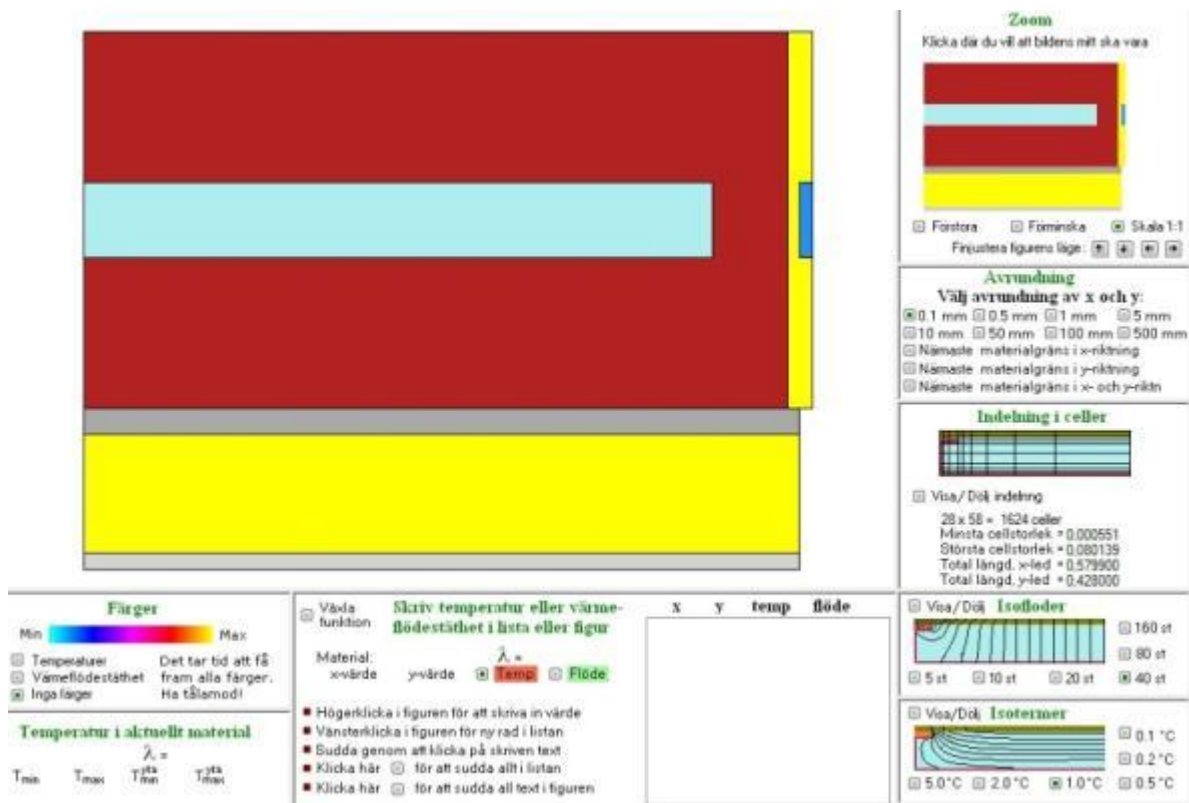 Zoom
Klicka där du vill att bildens mitt ska vara
Förstora Förminska Skala 1:1
Finjustera figurens läge:
Avrundning
Välj avrundning av x och y:
0.1 mm 0.5 mm 1 mm 5 mm
10 mm 50 mm 100 mm 500 mm
Närmaste materialgräns i x-riktning
Närmaste materialgräns i y-riktning
Närmaste materialgräns i x- och y-riktn
Indelning i celler
Visa/Dölj indelning
28 x 58 = 1624 celler
Minsta cellstorlek = 0.000551
Största cellstorlek = 0.080139
Total längd, x-led = 0.579900
Total längd, y-led = 0.428000
Färger
Min Max
Temperaturer
Värmeflödestäthet
Inga färger
Det tar tid att få
fram alla färger.
Ha tålamod!
Temperatur i aktuellt material
λ =
Tmin Tmax Tmin yta Tmax yta
Växla
funktion
Skriv temperatur eller värme-
flödestäthet i lista eller figur
Material: λ =
x-värde y-värde Temp Flöde
Högerklicka i figuren för att skriva in värde
Vänsterklicka i figuren för ny rad i listan
Sudda genom att klicka på skriven text
Klicka här för att sudda allt i listan
Klicka här för att sudda all text i figuren
x y temp flöde
Visa/Dölj Isoflöder
160 st
80 st
5 st 10 st 20 st 40 st
Visa/Dölj Isotermer
0.1 °C
0.2 °C
5.0 °C 2.0 °C 1.0 °C 0.5 °C